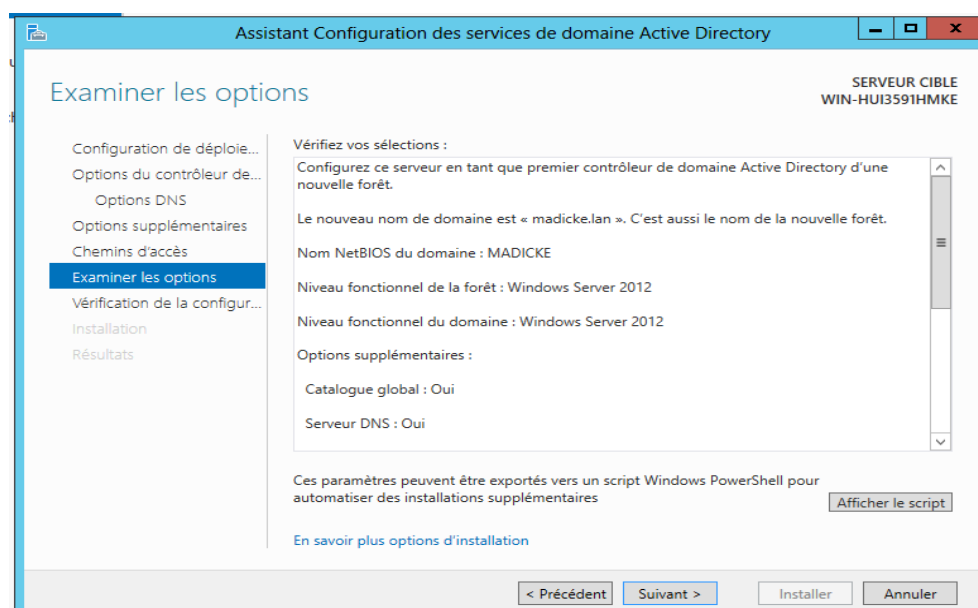 Assistant Configuration des services de domaine Active Directory
Examiner les options
SERVEUR CIBLE
WIN-HUI3591HMKE
Configuration de déploie...
Options du contrôleur de...
Options DNS
Options supplémentaires
Chemins d'accès
Examiner les options
Vérification de la configur...
Installation
Résultats
Vérifiez vos sélections :
Configurez ce serveur en tant que premier contrôleur de domaine Active Directory d'une
nouvelle forêt.
Le nouveau nom de domaine est « madicke.lan ». C'est aussi le nom de la nouvelle forêt.
Nom NetBIOS du domaine : MADICKE
Niveau fonctionnel de la forêt : Windows Server 2012
Niveau fonctionnel du domaine : Windows Server 2012
Options supplémentaires :
Catalogue global : Oui
Serveur DNS : Oui
Ces paramètres peuvent être exportés vers un script Windows PowerShell pour
automatiser des installations supplémentaires
Afficher le script
En savoir plus options d'installation
< Précédent
Suivant >
Installer
Annuler